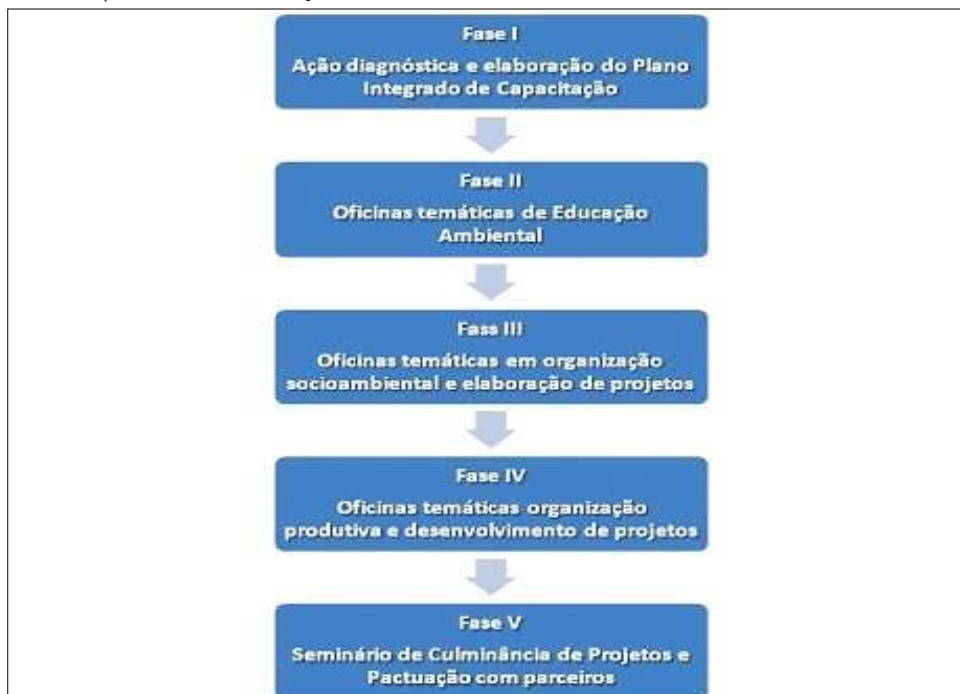 Fase I
Ação diagnóstica e elaboração do Plano
Integrado de Capacitação
Fase II
Oficinas temáticas de Educação
Ambiental
Fass III
Oficinas temáticas em organização
socioambiental e elaboração de projetos
Fase IV
Oficinas temáticas organização
produtiva e desenvolvimento de projetos
Fase V
Seminário de Culminância de Projetos e
Pactuação com parceiros